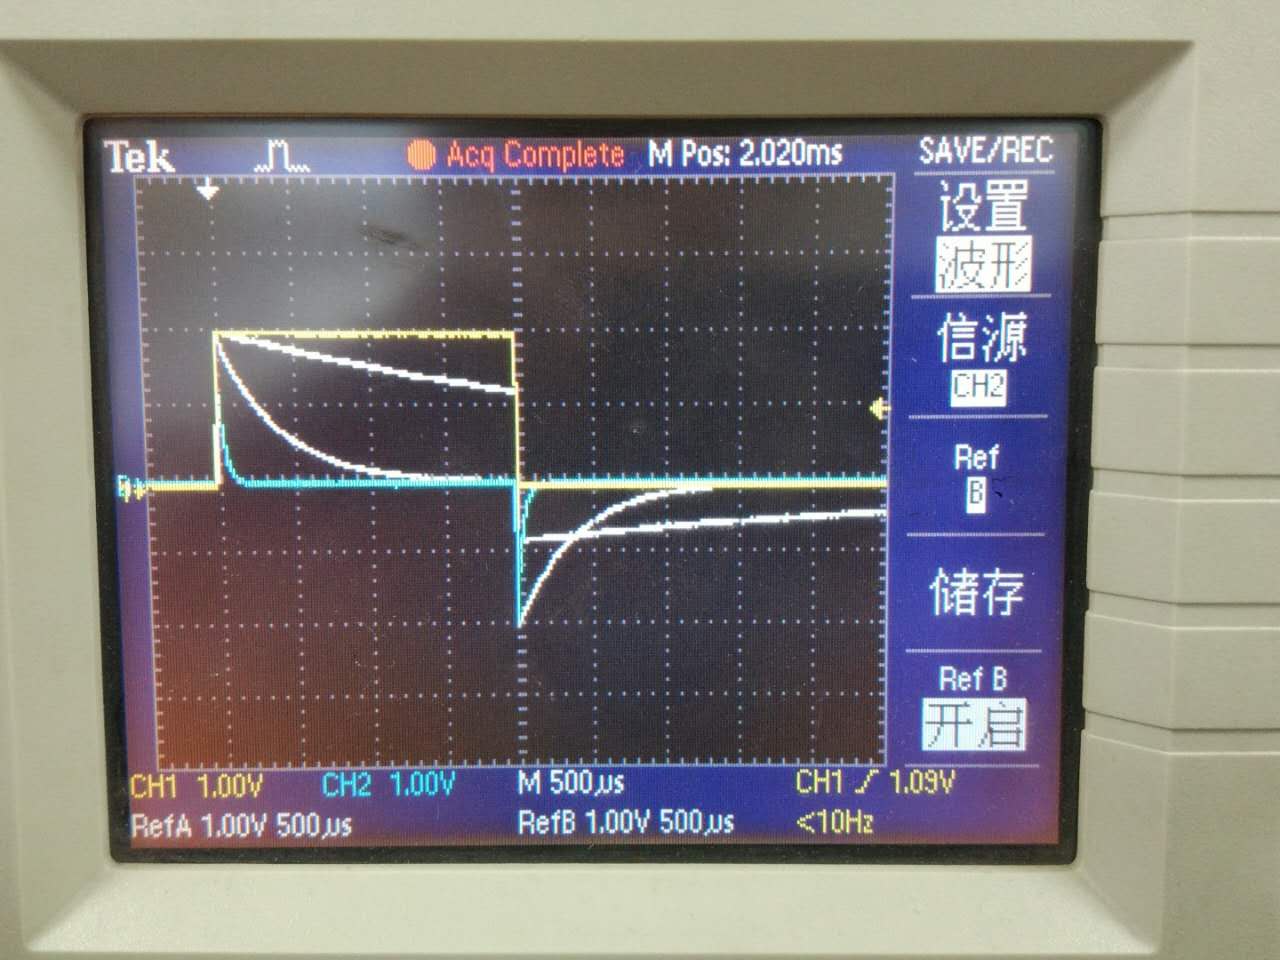 Tek Acq Complete M Pos: 2.020ms SAVE/REC
设置
波形
信源
CH2
Ref
B
储存
Ref B
开启
CH1 1.00V CH2 1.00V M 500µs CH1 1.09V
RefA 1.00V 500µs RefB 1.00V 500µs <10Hz